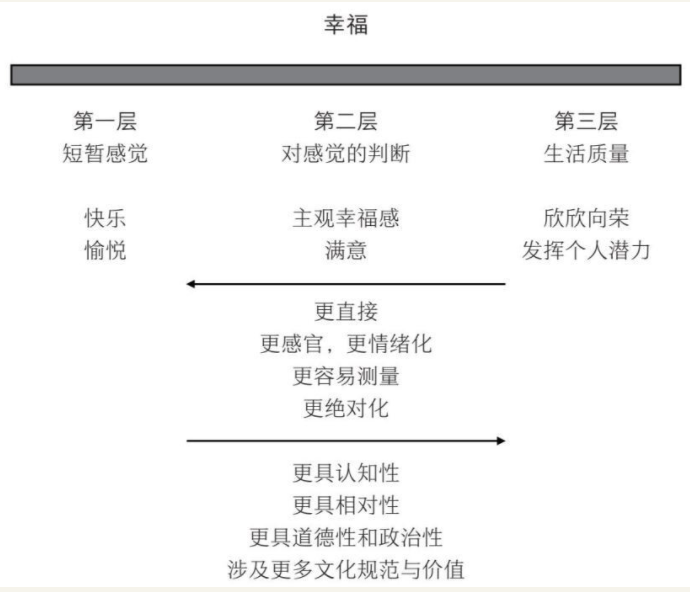 幸福
第一层 第二层 第三层
短暂感觉 对感觉的判断 生活质量
快乐 主观幸福感 欣欣向荣
愉悦 满意 发挥个人潜力
更直接
更感官，更情绪化
更容易测量
更绝对化
更具认知性
更具相对性
更具道德性和政治性
涉及更多文化规范与价值